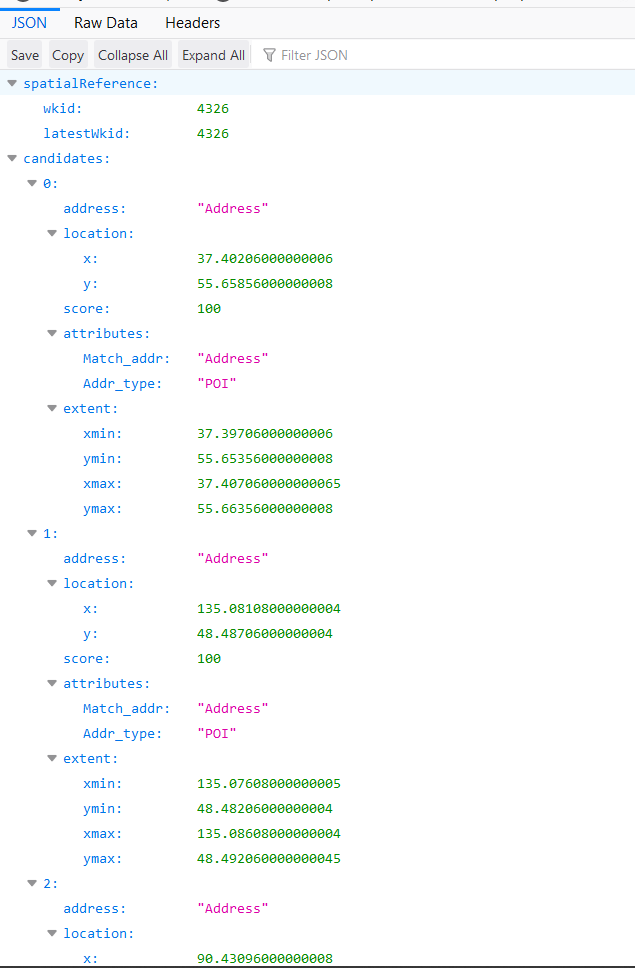 JSON Raw Data Headers
Save Copy Collapse All Expand All Filter JSON
spatialReference:
wkid: 4326
latestWkid: 4326
candidates:
0:
address: "Address"
location:
x: 37.40206000000006
y: 55.65856000000008
score: 100
attributes:
Match_addr: "Address"
Addr_type: "POI"
extent:
xmin: 37.39706000000006
ymin: 55.65356000000008
xmax: 37.407060000000065
ymax: 55.66356000000008
1:
address: "Address"
location:
x: 135.08108000000004
y: 48.48706000000004
score: 100
attributes:
Match_addr: "Address"
Addr_type: "POI"
extent:
xmin: 135.07608000000005
ymin: 48.48206000000004
xmax: 135.08608000000004
ymax: 48.492060000000045
2:
address: "Address"
location:
x: 90.43096000000008